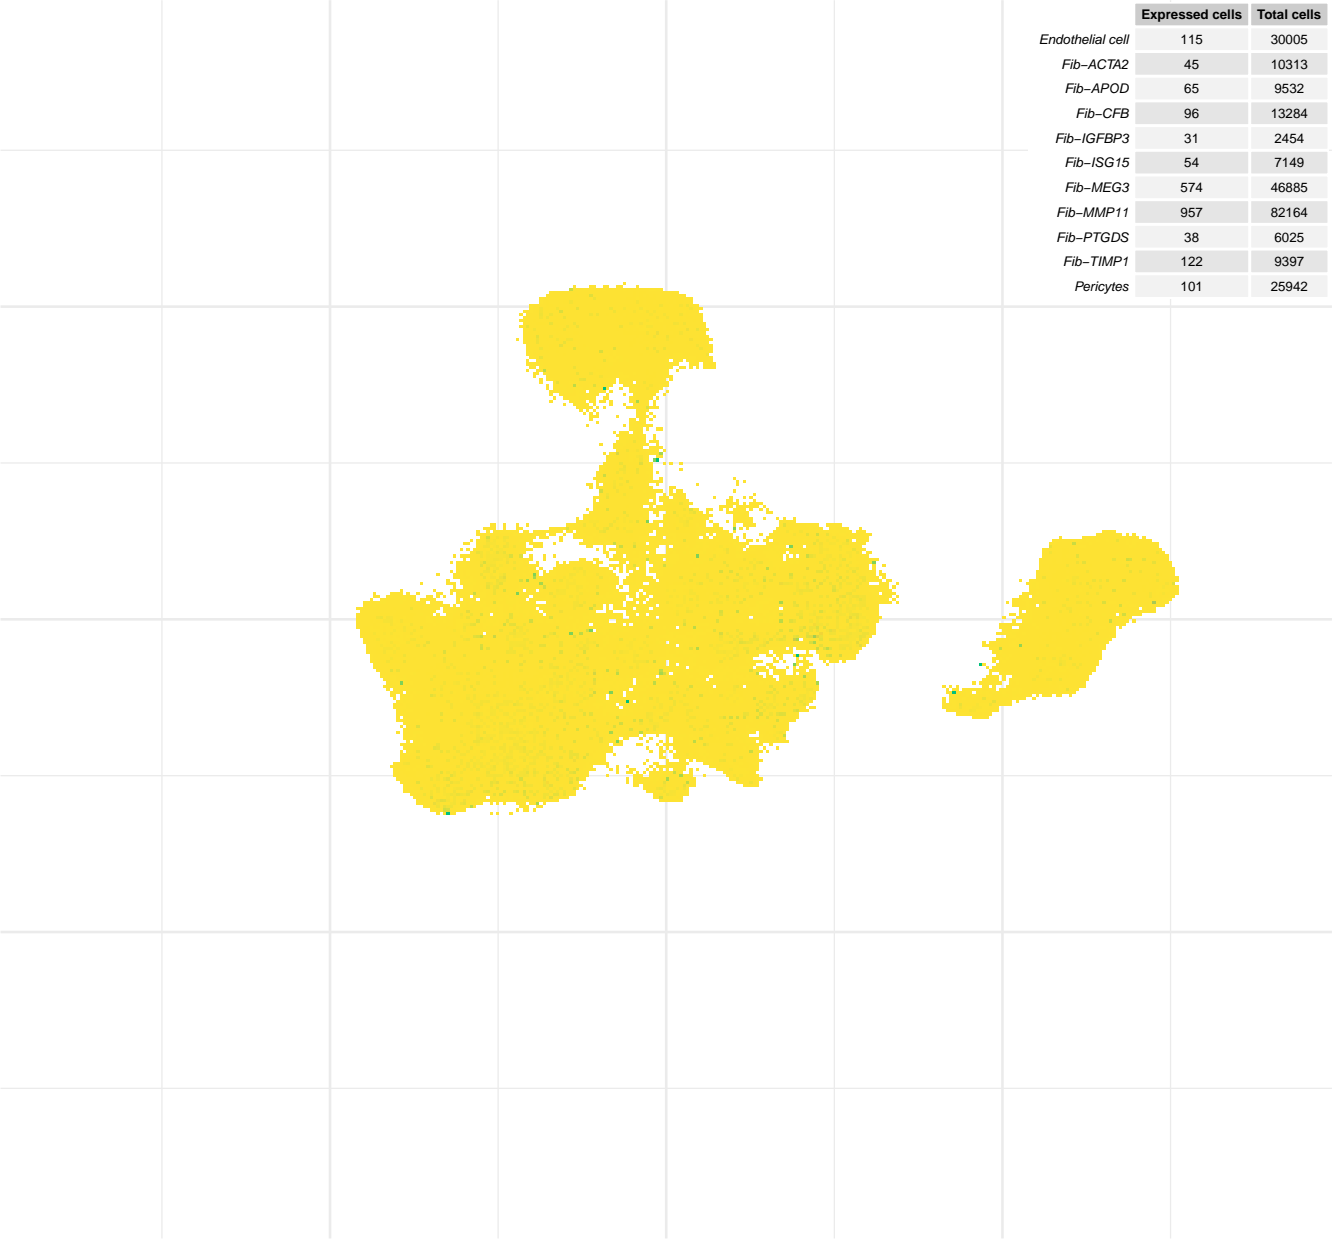 Expressed cells Total cells
Endothelial cell 115 30005
Fib−ACTA2 45 10313
Fib−APOD 65 9532
Fib−CFB 96 13284
Fib−IGFBP3 31 2454
Fib−ISG15 54 7149
Fib−MEG3 574 46885
Fib−MMP11 957 82164
Fib−PTGDS 38 6025
Fib−TIMP1 122 9397
Pericytes 101 25942